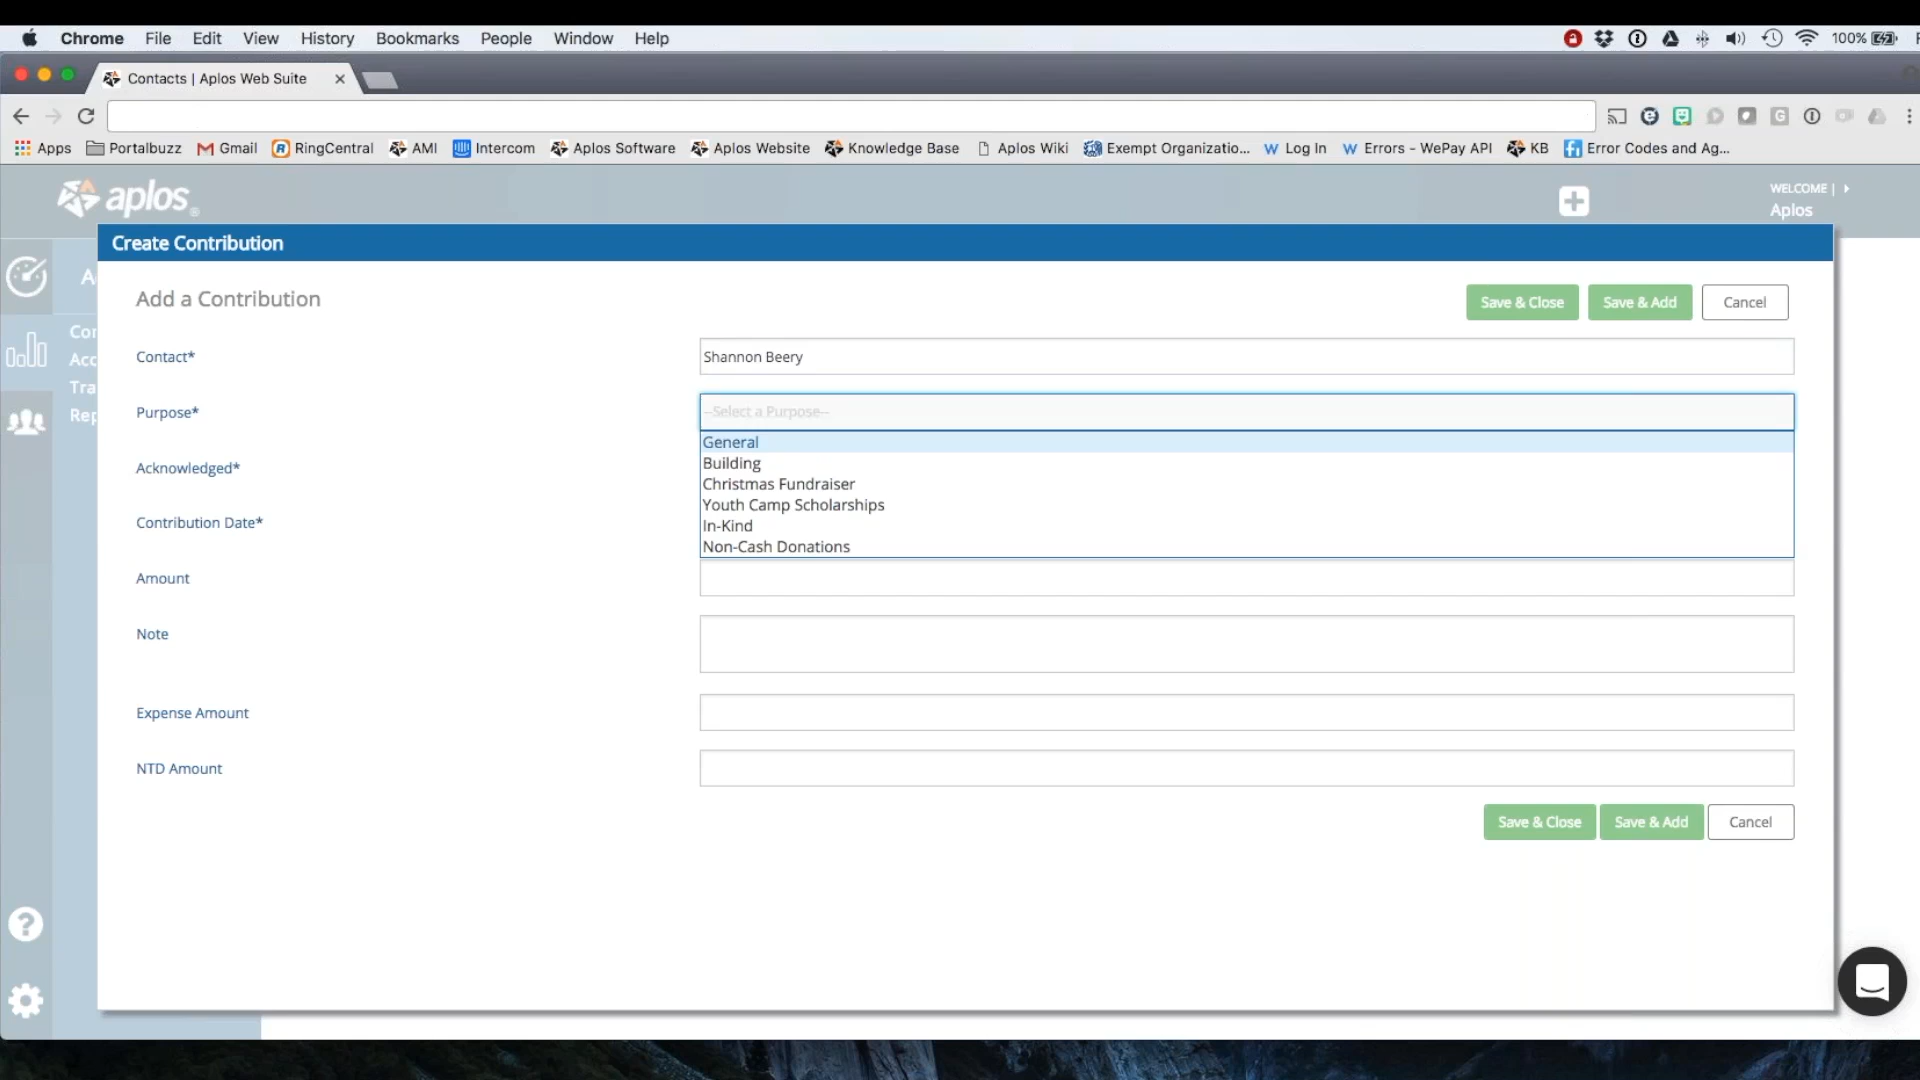 Chrome File Edit View History Bookmarks People Window Help 100%
Contacts | Aplos Web Suite
Apps Portalbuzz Gmail RingCentral AMI Intercom Aplos Software Aplos Website Knowledge Base Aplos Wiki Exempt Organizatio... Log In Errors - WePay API KB Error Codes and Ag...
aplos
WELCOME |
Aplos
Create Contribution
Add a Contribution
Save & Close Save & Add Cancel
Contact* Shannon Beery
Purpose* --Select a Purpose--
General
Building
Acknowledged*
Christmas Fundraiser
Youth Camp Scholarships
Contribution Date*
In-Kind
Non-Cash Donations
Amount
Note
Expense Amount
NTD Amount
Save & Close Save & Add Cancel